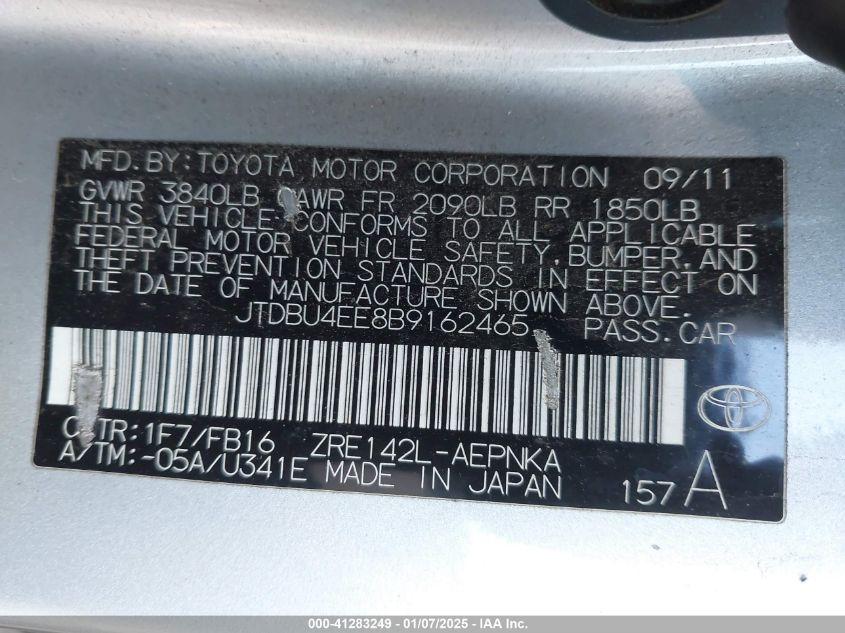 MFD. BY: TOYOTA MOTOR CORPORATION 09/11
GVWR 3840LB GAWR FR 2090LB RR 1850LB
THIS VEHICLE CONFORMS TO ALL APPLICABLE
FEDERAL MOTOR VEHICLE SAFETY, BUMPER, AND
THEFT PREVENTION STANDARDS IN EFFECT ON
THE DATE OF MANUFACTURE SHOWN ABOVE.
JTDBU4EE8B9162465 PASS. CAR
C/TR: 1F7/FB16 ZRE142L-AEPNKA
A/TM: -05A/U341E MADE IN JAPAN 157 A
000-41283249 - 01/07/2025 - IAA Inc.